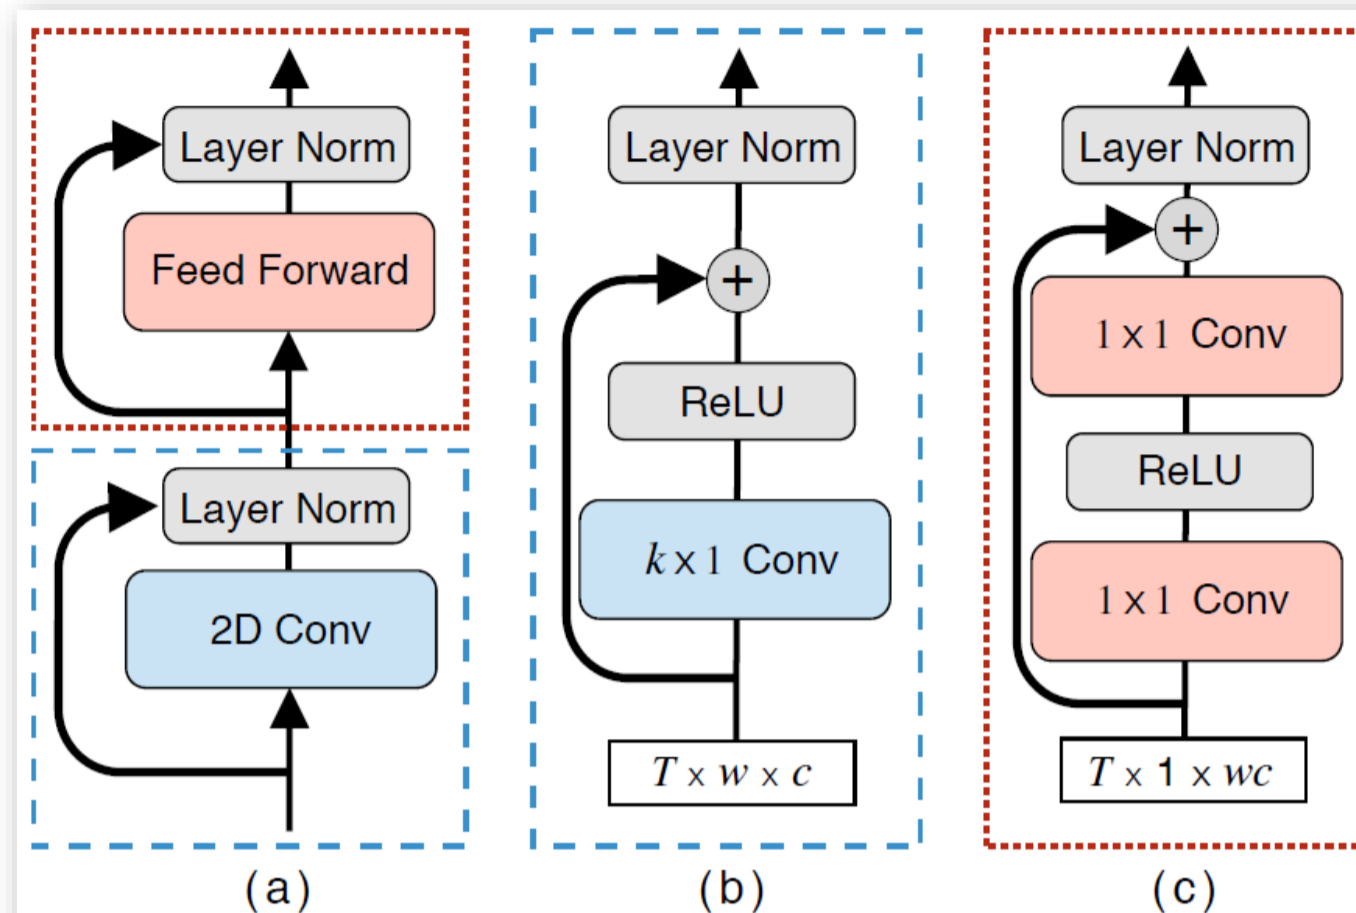 Layer Norm
Feed Forward
Layer Norm
2D Conv
(a)
Layer Norm
+
ReLU
k x 1 Conv
T x w x c
(b)
Layer Norm
+
1 x 1 Conv
ReLU
1 x 1 Conv
T x 1 x wc
(c)